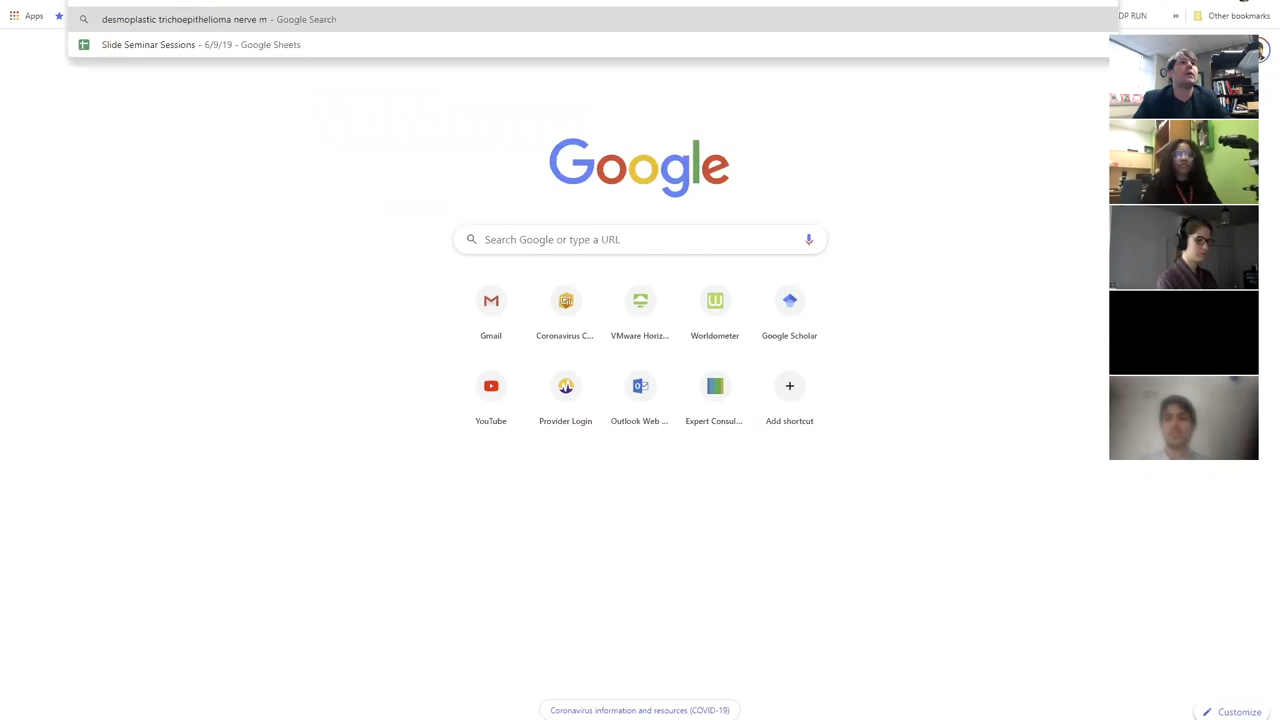 desmoplastic trichoepithelioma nerve m - Google Search
Apps
DP RUN
»
Other bookmarks
Slide Seminar Sessions - 6/9/19 - Google Sheets
Google
Search Google or type a URL
Gmail
Coronavirus C...
VMware Horiz...
Worldometer
Google Scholar
YouTube
Provider Login
Outlook Web ...
Expert Consul...
Add shortcut
Coronavirus information and resources (COVID-19)
Customize